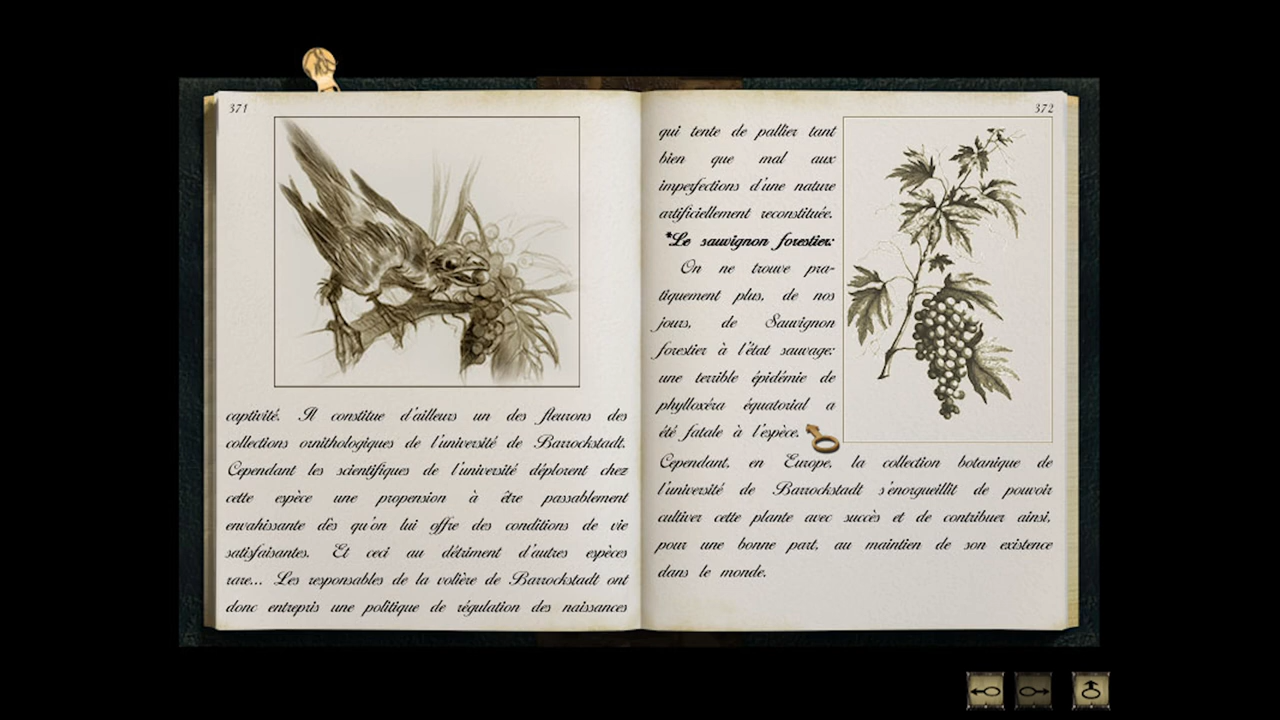 371
captivité. Il constitue d'ailleurs un des fleurons des
collections ornithologiques de l'université de Barrockstadt.
Cependant les scientifiques de l'université déplorent chez
cette espèce une propension à être passablement
envahissante dès qu'on lui offre des conditions de vie
satisfaisantes. Et ceci au détriment d'autres espèces
rare... Les responsables de la volière de Barrockstadt ont
donc entrepris une politique de régulation des naissances
372
qui tente de pallier tant
bien que mal aux
imperfections d'une nature
artificiellement reconstituée.
*Le sauvignon forestier:
On ne trouve pra-
tiquement plus, de nos
jours, de Sauvignon
forestier à l'état sauvage:
une terrible épidémie de
phylloxéra équatorial a
été fatale à l'espèce.
Cependant, en Europe, la collection botanique de
l'université de Barrockstadt s'enorgueillit de pouvoir
cultiver cette plante avec succès et de contribuer ainsi,
pour une bonne part, au maintien de son existence
dans le monde.